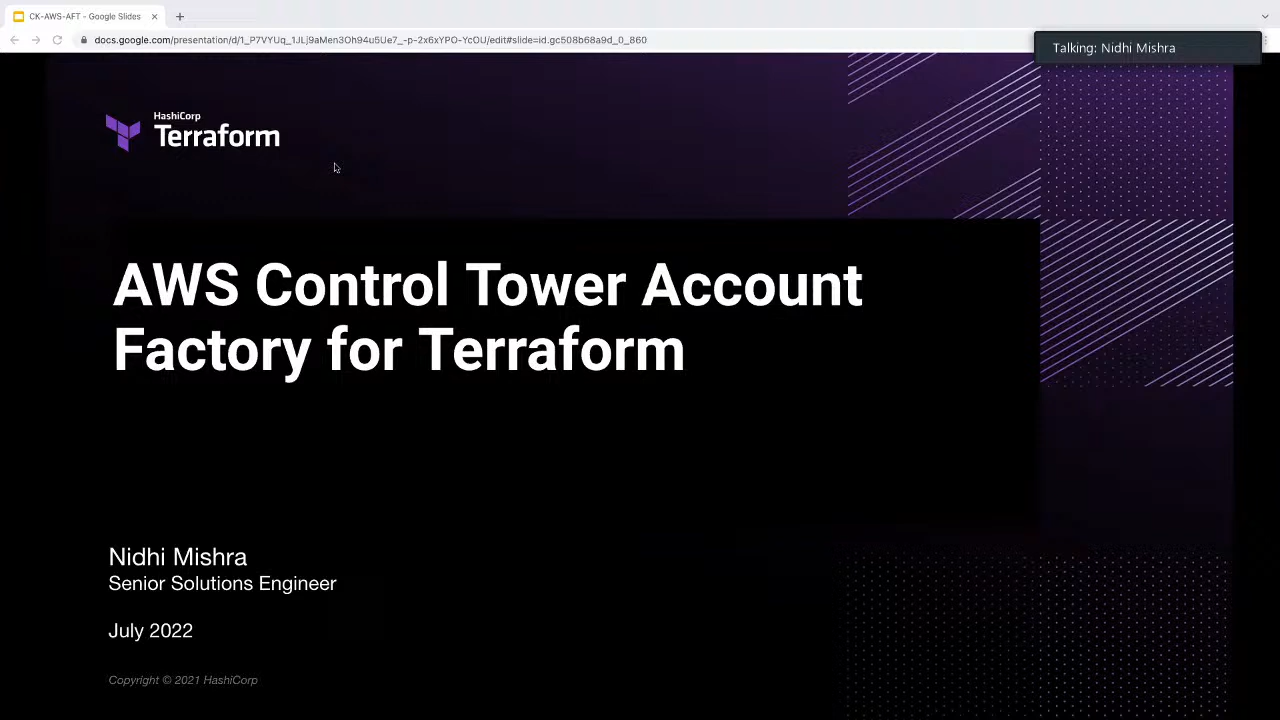 CK-AWS-AFT - Google Slides
docs.google.com/presentation/d/1_P7VYUq_1JLj9aMen3Oh94u5Ue7_-p-2x6xYPO-YcOU/edit#slide=id.gc508b68a9d_0_860
Talking: Nidhi Mishra
HashiCorp
Terraform
AWS Control Tower Account
Factory for Terraform
Nidhi Mishra
Senior Solutions Engineer
July 2022
Copyright © 2021 HashiCorp